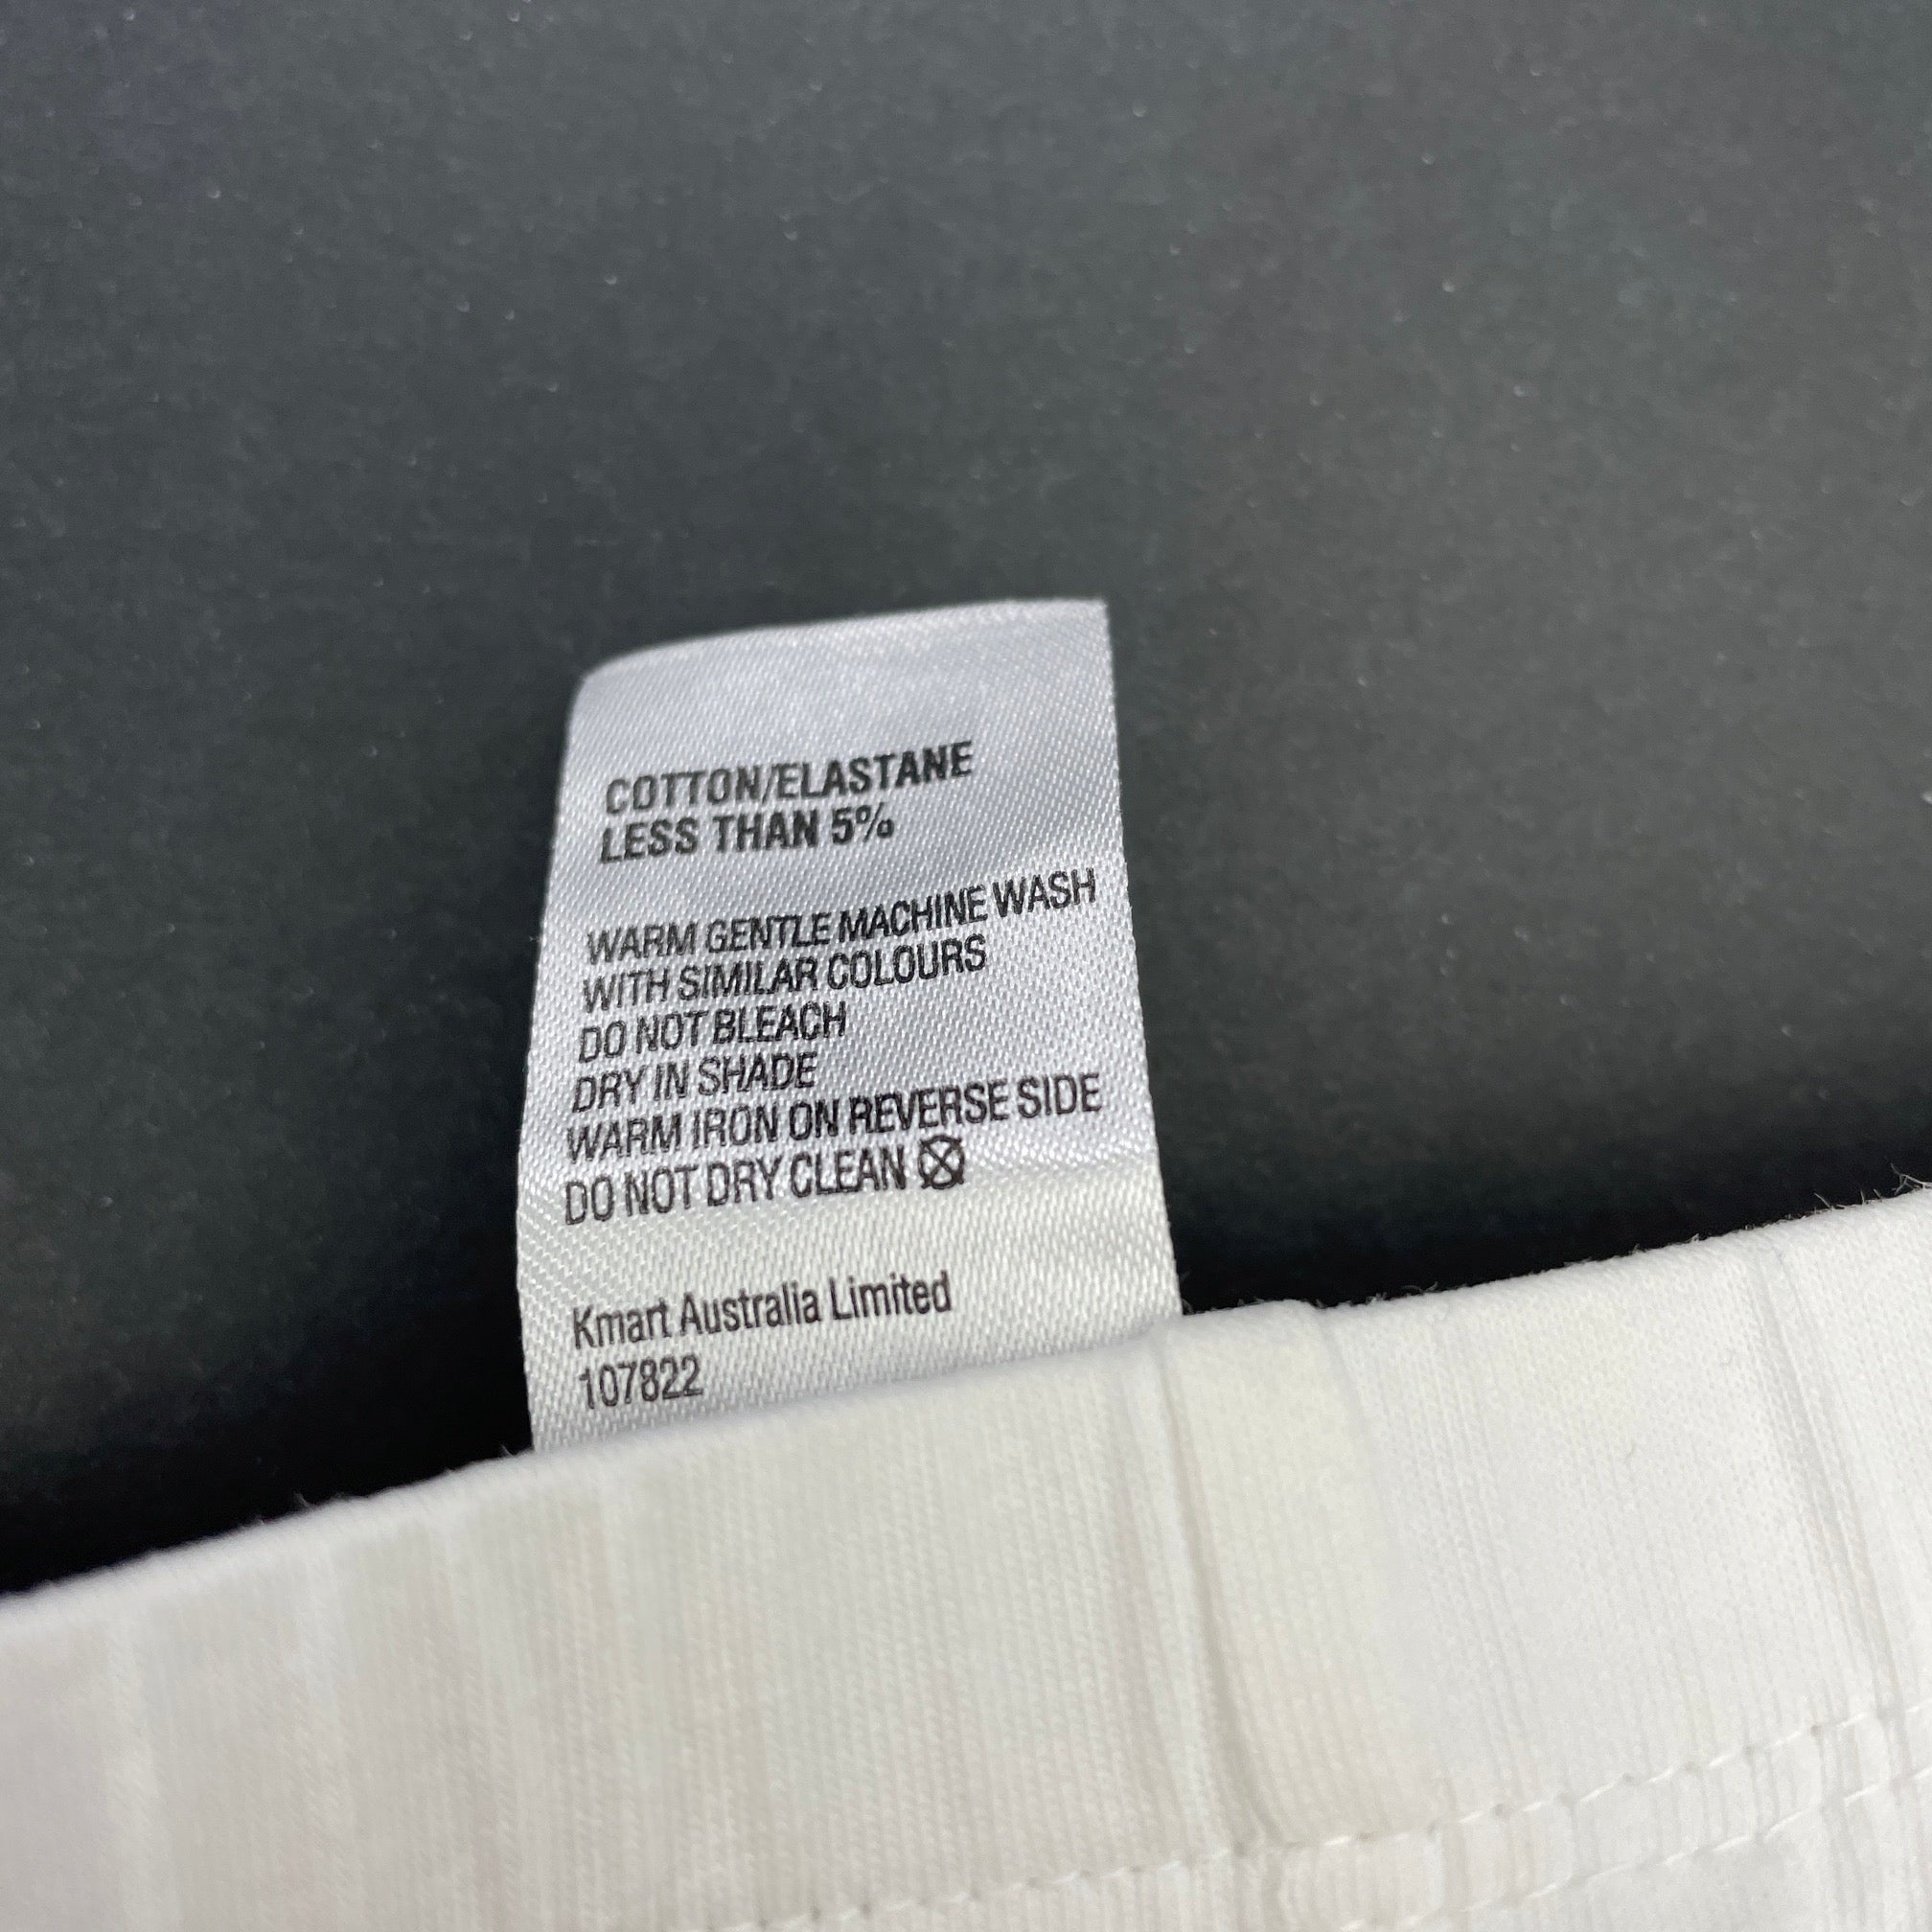 COTTON/ELASTANE
LESS THAN 5%
WARM GENTLE MACHINE WASH
WITH SIMILAR COLOURS
DO NOT BLEACH
DRY IN SHADE
WARM IRON ON REVERSE SIDE
DO NOT DRY CLEAN
Kmart Australia Limited
107822